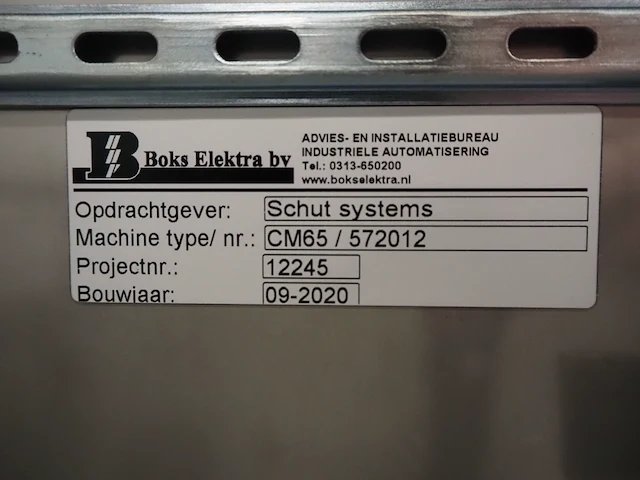 B Boks Elektra bv
ADVIES- EN INSTALLATIEBUREAU
INDUSTRIELE AUTOMATISERING
Tel.: 0313-650200
www.bokselektra.nl
Opdrachtgever: Schut systems
Machine type/ nr.: CM65 / 572012
Projectnr.: 12245
Bouwjaar: 09-2020